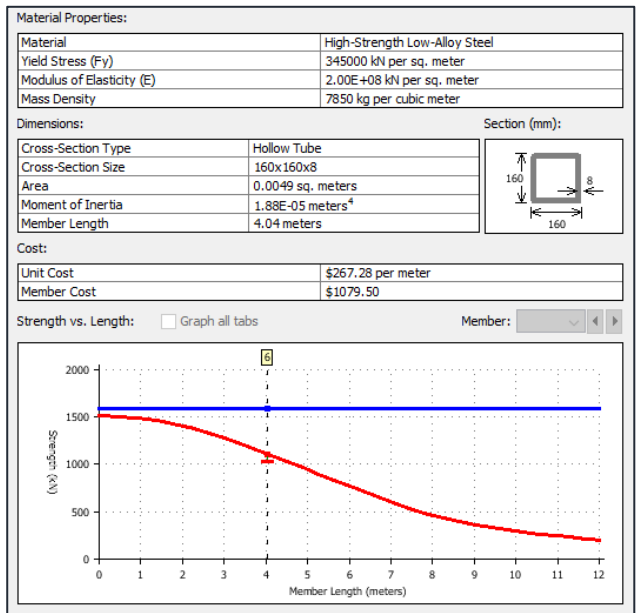 Material Properties:
Material High-Strength Low-Alloy Steel
Yield Stress (Fy) 345000 kN per sq. meter
Modulus of Elasticity (E) 2.00E+08 kN per sq. meter
Mass Density 7850 kg per cubic meter
Dimensions: Section (mm):
Cross-Section Type Hollow Tube
Cross-Section Size 160x160x8
Area 0.0049 sq. meters
Moment of Inertia 1.88E-05 meters⁴
Member Length 4.04 meters
160 8
160
Cost:
Unit Cost $267.28 per meter
Member Cost $1079.50
Strength vs. Length: Graph all tabs Member:
6
2000
1500
1000
500
0
Strength (kN)
0 1 2 3 4 5 6 7 8 9 10 11 12
Member Length (meters)